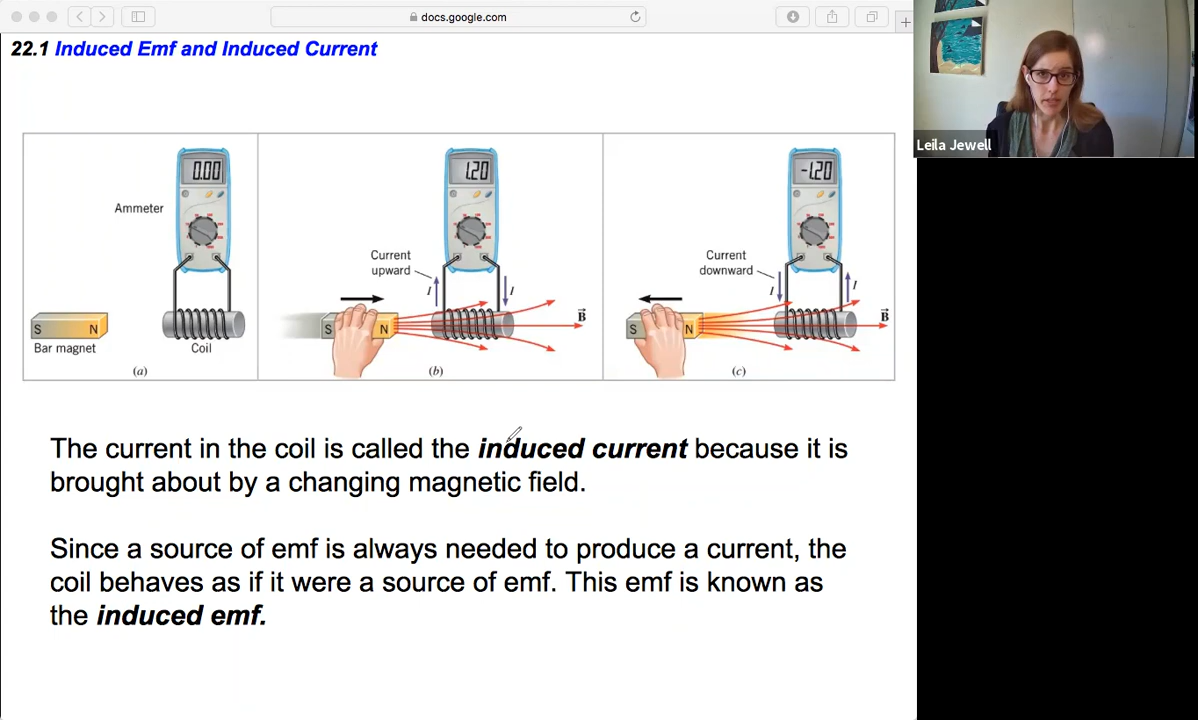 docs.google.com
22.1 Induced Emf and Induced Current
Leila Jewell
0.00
Ammeter
S N
Bar magnet
Coil
(a)
1.20
Current
upward
I
I
S
N
B
(b)
-1.20
Current
downward
I
I
S
N
B
(c)
The current in the coil is called the induced current because it is
brought about by a changing magnetic field.
Since a source of emf is always needed to produce a current, the
coil behaves as if it were a source of emf. This emf is known as
the induced emf.